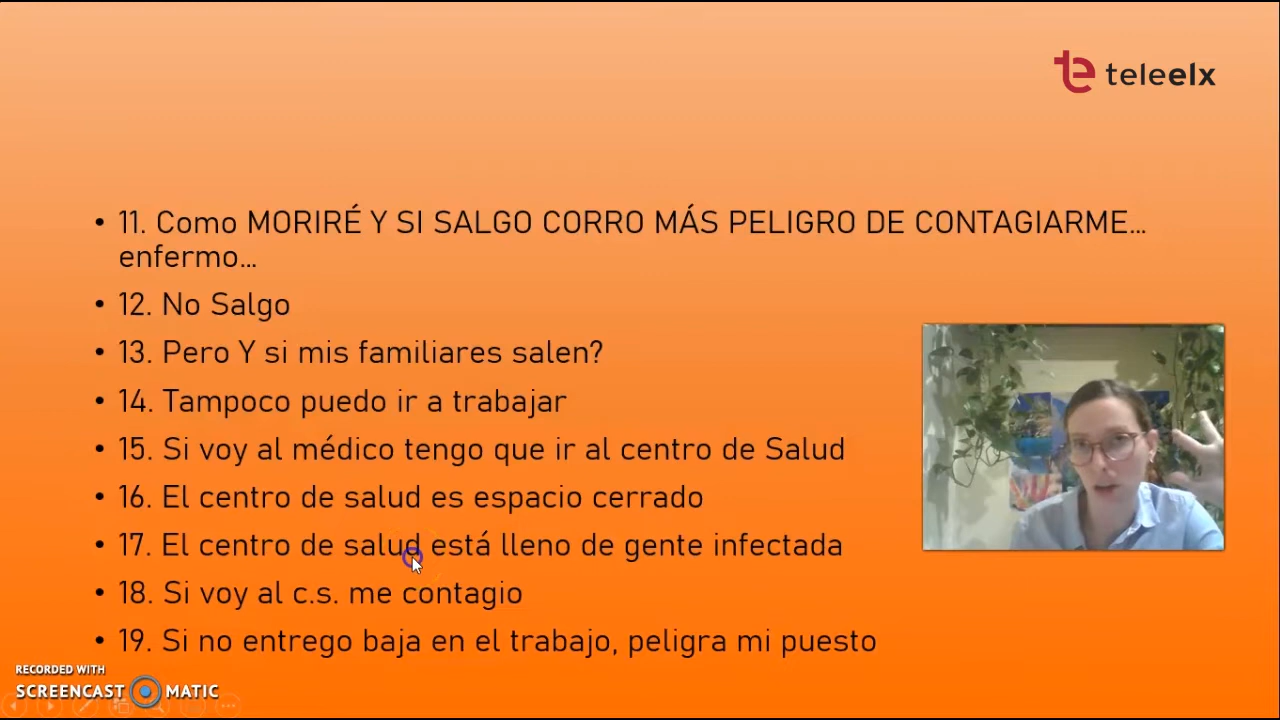 teleelx
• 11. Como MORIRÉ Y SI SALGO CORRO MÁS PELIGRO DE CONTAGIARME...
enfermo...
• 12. No Salgo
• 13. Pero Y si mis familiares salen?
• 14. Tampoco puedo ir a trabajar
• 15. Si voy al médico tengo que ir al centro de Salud
• 16. El centro de salud es espacio cerrado
• 17. El centro de salud está lleno de gente infectada
• 18. Si voy al c.s. me contagio
• 19. Si no entrego baja en el trabajo, peligra mi puesto
RECORDED WITH
SCREENCAST MATIC